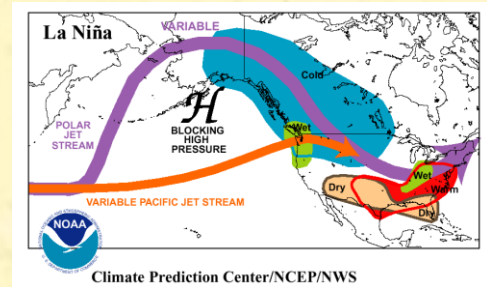 La Niña
VARIABLE
Cold
POLAR
JET
STREAM
H
BLOCKING
HIGH
PRESSURE
Wet
VARIABLE PACIFIC JET STREAM
Dry
Wet
Warm
Dry
NOAA
Climate Prediction Center/NCEP/NWS